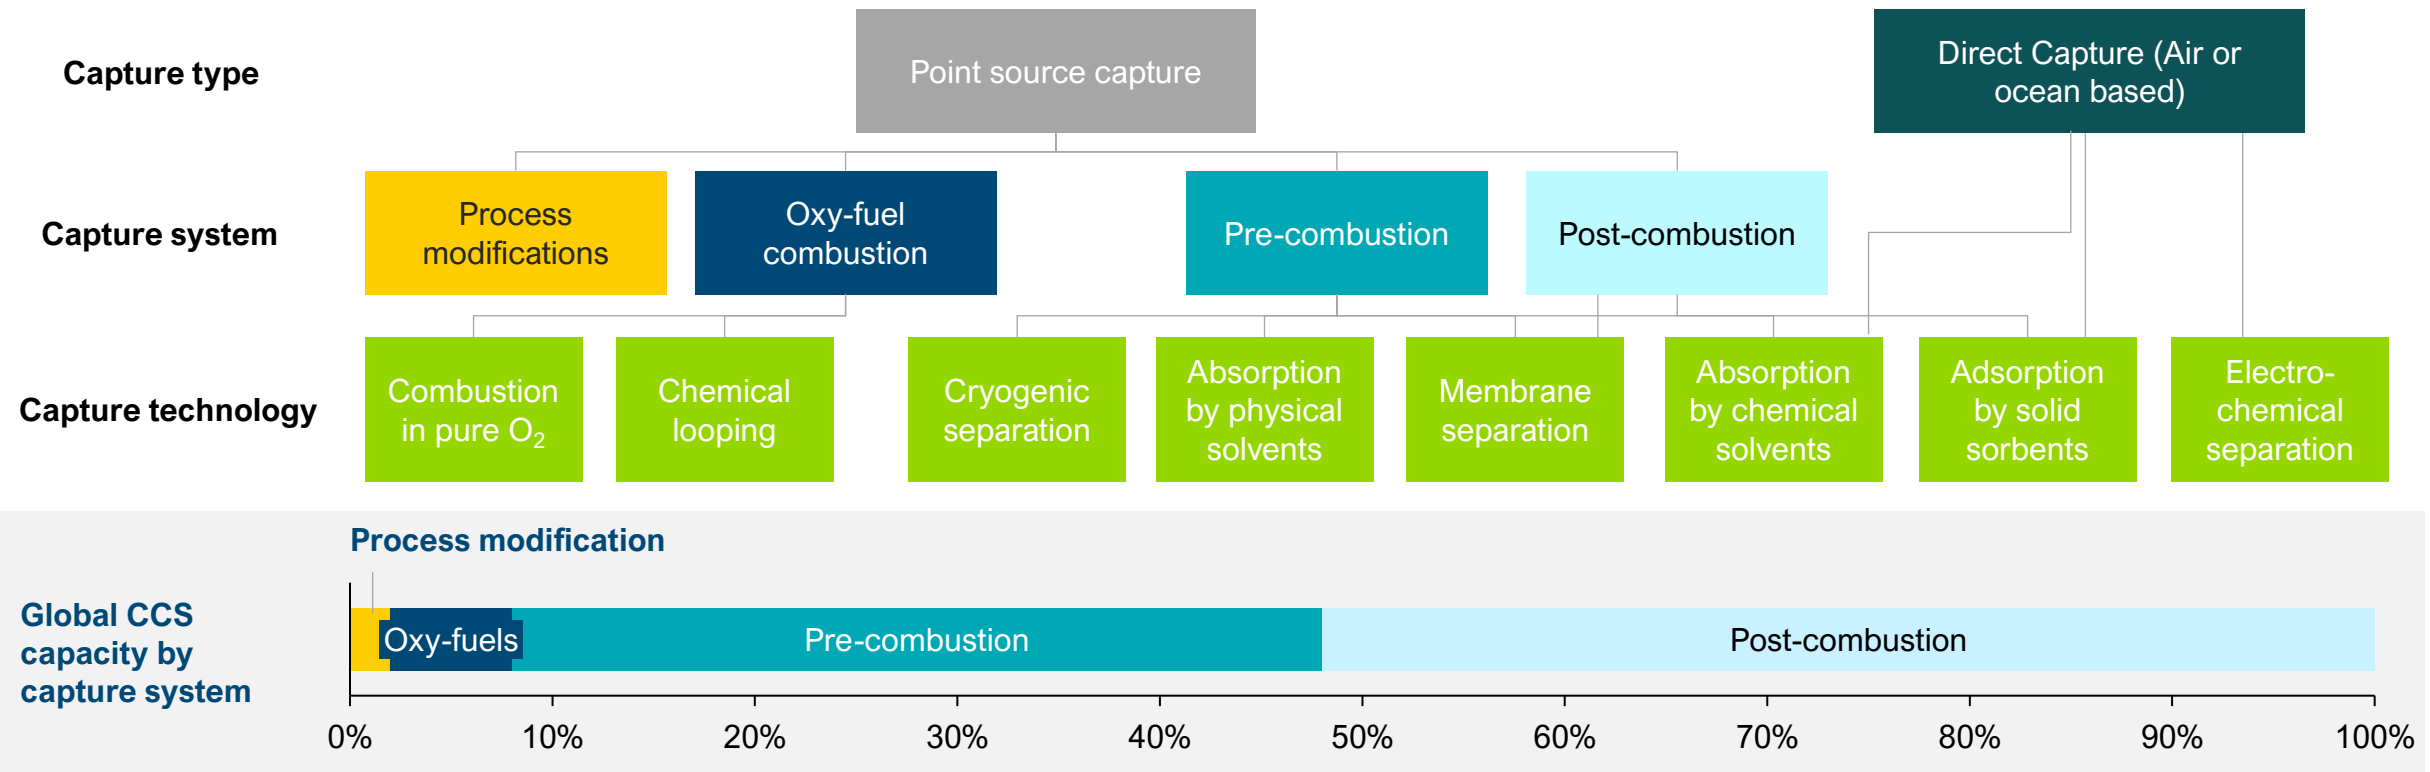 Capture type
Point source capture
Direct Capture (Air or
ocean based)
Capture system
Process
modifications
Oxy-fuel
combustion
Pre-combustion
Post-combustion
Capture technology
Combustion
in pure O₂
Chemical
looping
Cryogenic
separation
Absorption
by physical
solvents
Membrane
separation
Absorption
by chemical
solvents
Adsorption
by solid
sorbents
Electro-
chemical
separation
Process modification
Global CCS
capacity by
capture system
Oxy-fuels
Pre-combustion
Post-combustion
0%
10%
20%
30%
40%
50%
60%
70%
80%
90%
100%